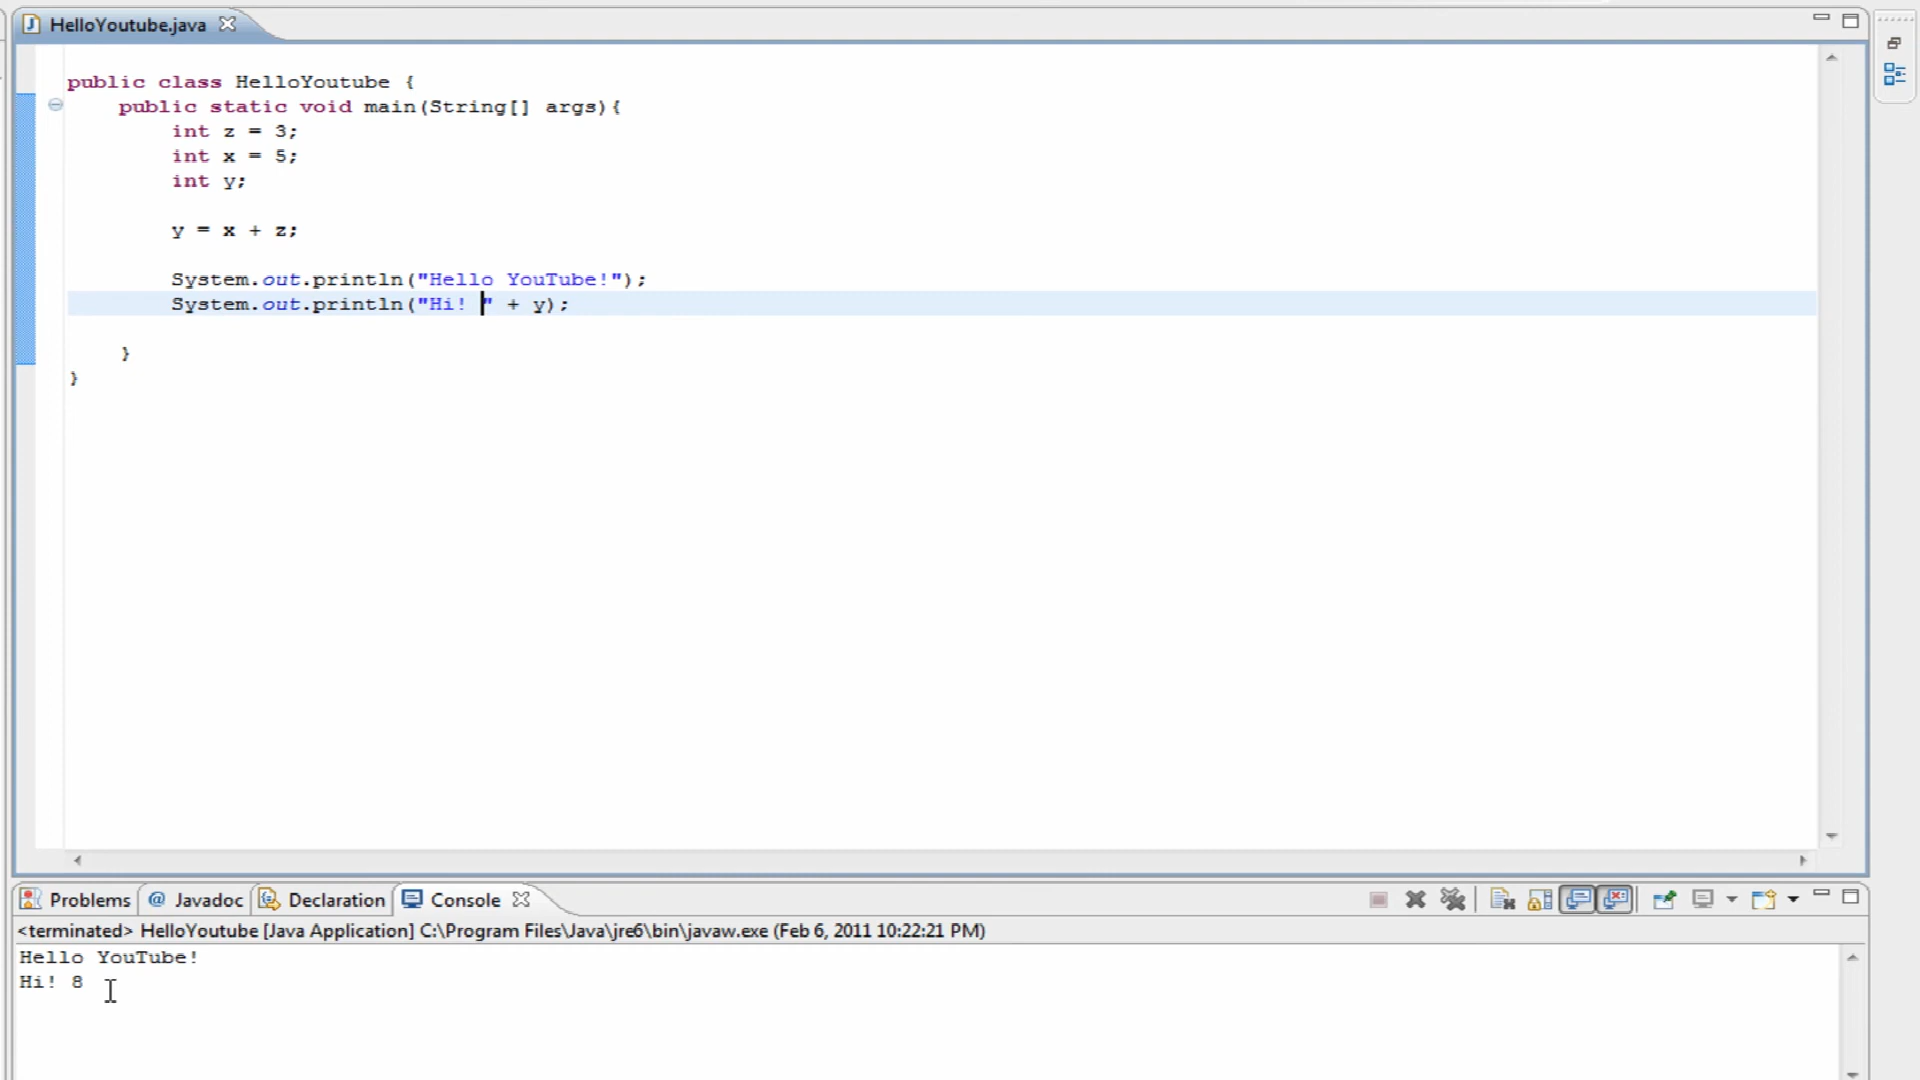 HelloYoutube.java
public class HelloYoutube {
public static void main(String[] args){
int z = 3;
int x = 5;
int y;
y = x + z;
System.out.println("Hello YouTube!");
System.out.println("Hi! " + y);
}
}
Problems @ Javadoc Declaration Console
<terminated> HelloYoutube [Java Application] C:\Program Files\Java\jre6\bin\javaw.exe (Feb 6, 2011 10:22:21 PM)
Hello YouTube!
Hi! 8